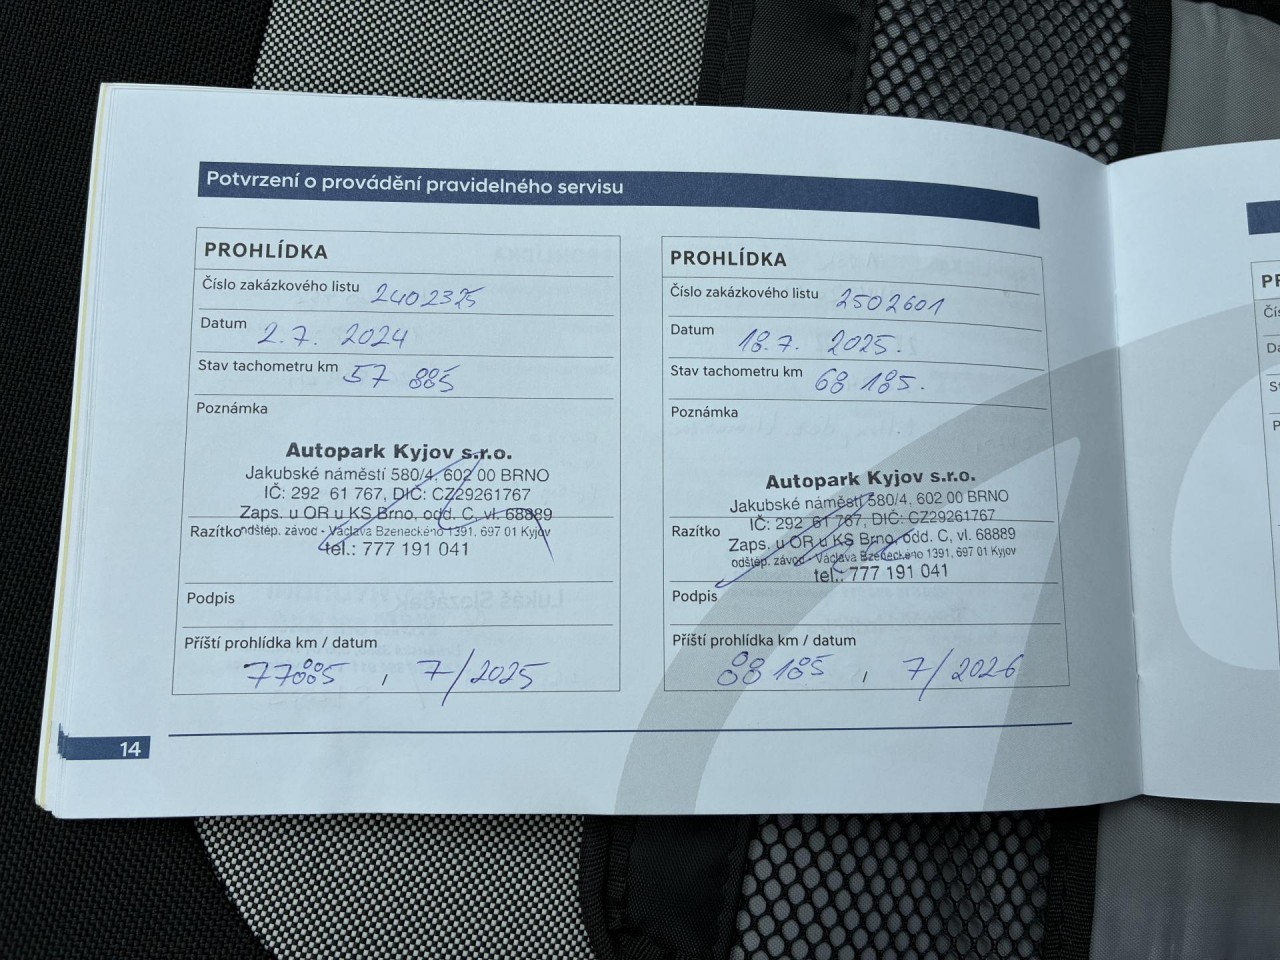 Potvrzení o provádění pravidelného servisu
PROHLÍDKA
Číslo zakázkového listu 2402325
Datum 2.7. 2024
Stav tachometru km 57 885
Poznámka
Autopark Kyjov s.r.o.
Jakubské náměstí 580/4, 602 00 BRNO
IČ: 292 61 767, DIČ: CZ29261767
Zaps. u OR u KS Brno, odd. C, vl. 68889
Razítko odštěp. závod - Václava Bzeneckého 1391, 697 01 Kyjov
tel.: 777 191 041
Podpis
Příští prohlídka km / datum
77885 , 7/2025
PROHLÍDKA
Číslo zakázkového listu 2502601
Datum 18.7. 2025.
Stav tachometru km 68 185.
Poznámka
Autopark Kyjov s.r.o.
Jakubské náměstí 580/4, 602 00 BRNO
IČ: 292 61 767, DIČ: CZ29261767
Razítko Zaps. u OR u KS Brno, odd. C, vl. 68889
odštěp. závod - Václava Bzeneckého 1391, 697 01 Kyjov
tel.: 777 191 041
Podpis
Příští prohlídka km / datum
88 185 , 7/2026
14